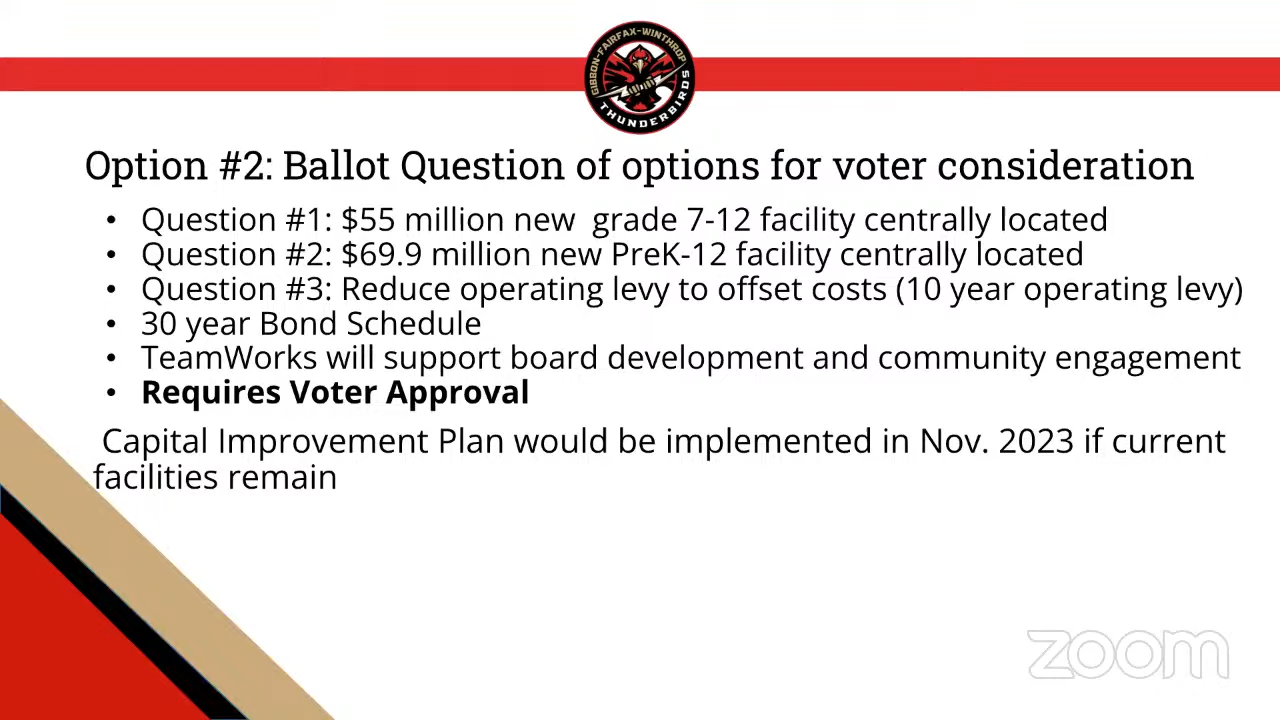 GIBBON-FAIRFAX-WINTHROP
THUNDERBIRDS
Option #2: Ballot Question of options for voter consideration
• Question #1: $55 million new  grade 7-12 facility centrally located
• Question #2: $69.9 million new PreK-12 facility centrally located
• Question #3: Reduce operating levy to offset costs (10 year operating levy)
• 30 year Bond Schedule
• TeamWorks will support board development and community engagement
• Requires Voter Approval
Capital Improvement Plan would be implemented in Nov. 2023 if current
facilities remain
zoom